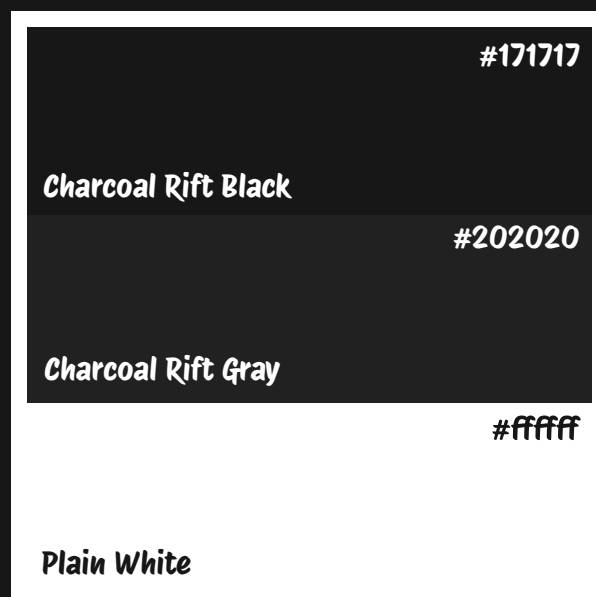 #171717
Charcoal Rift Black
#202020
Charcoal Rift Gray
#ffffff
Plain White